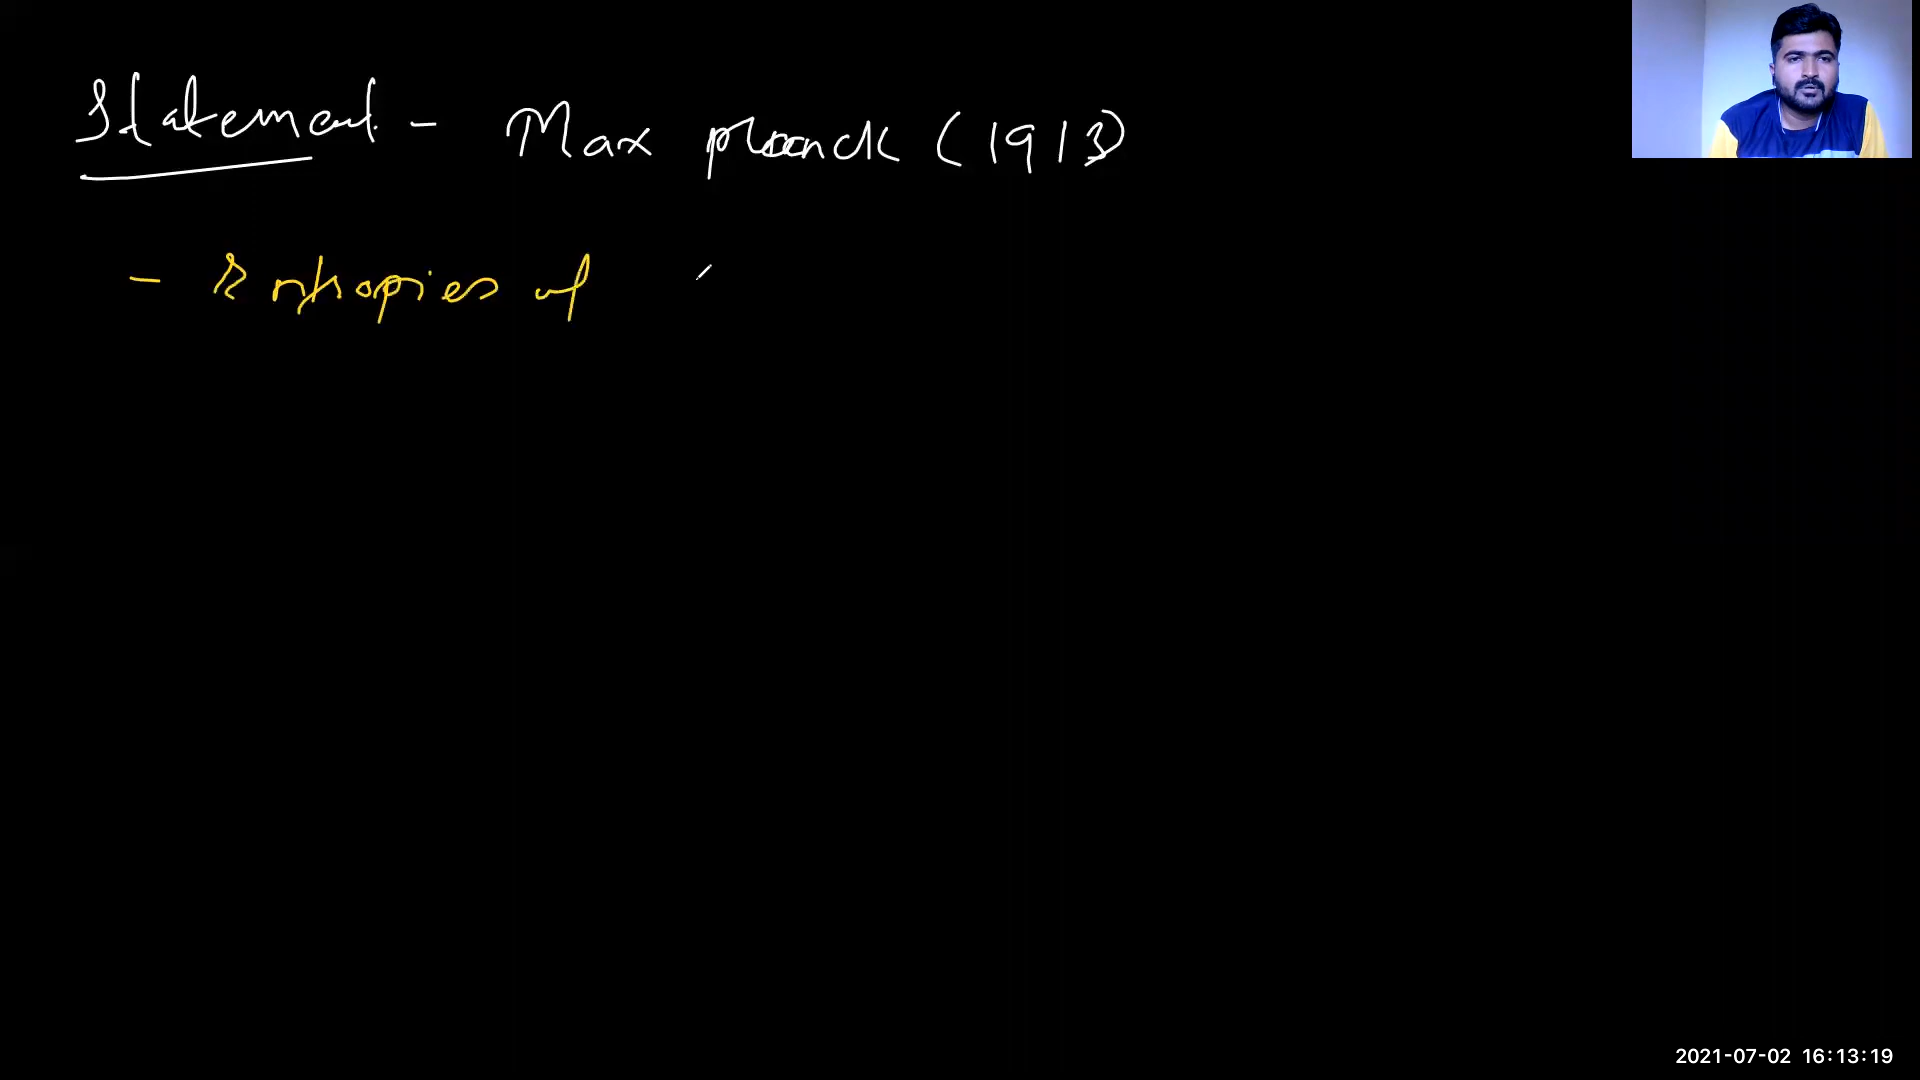 Statement - Max planck (1913)
- Entropies of
2021-07-02 16:13:19